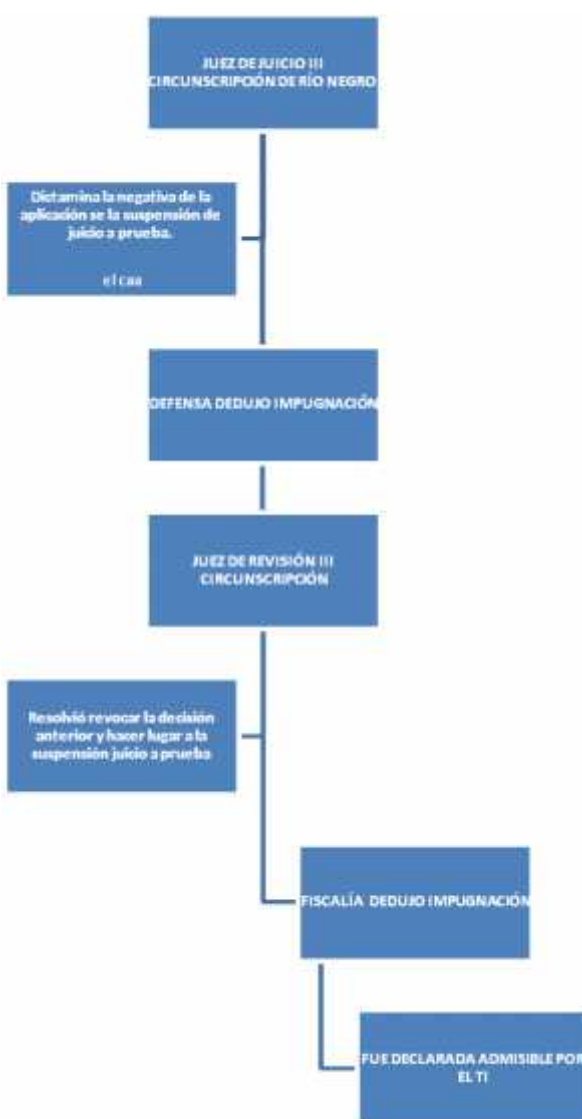 JUEZ DE JUICIO III
CIRCUNSCRIPCIÓN DE RÍO NEGRO
Dictamina la negativa de la
aplicación se la suspensión de
juicio a prueba.
el caa
DEFENSA DEDUJO IMPUGNACIÓN
JUEZ DE REVISIÓN III
CIRCUNSCRIPCIÓN
Resolvió revocar la decisión
anterior y hacer lugar a la
suspensión juicio a prueba
FISCALÍA DEDUJO IMPUGNACIÓN
FUE DECLARADA ADMISIBLE POR
EL TI